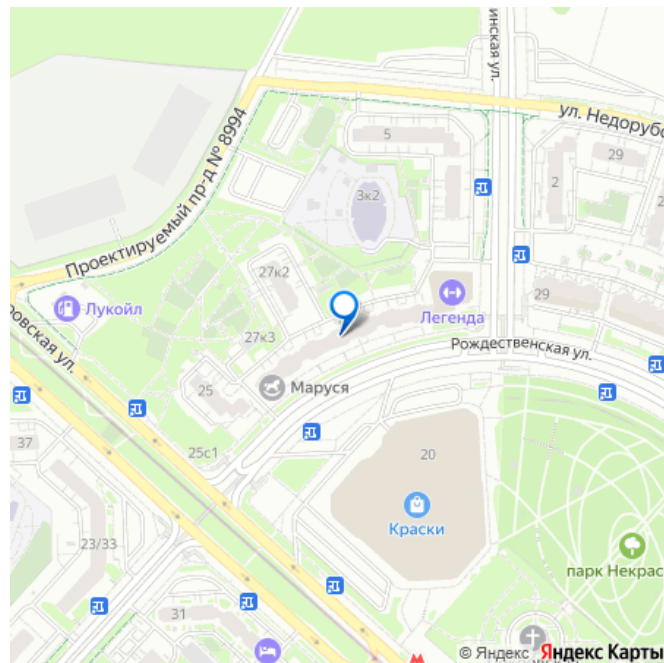 инская ул.
ул. Недорубо
5
29
Проектируемый пр-д № 8994
2
3к2
27к2
29
Лукойл
Легенда
ровская ул.
27к3
Рождественская ул.
25
Маруся
37
25с1
20
Краски
23/33
парк Некрас
31
© Яндекс Яндекс Карты